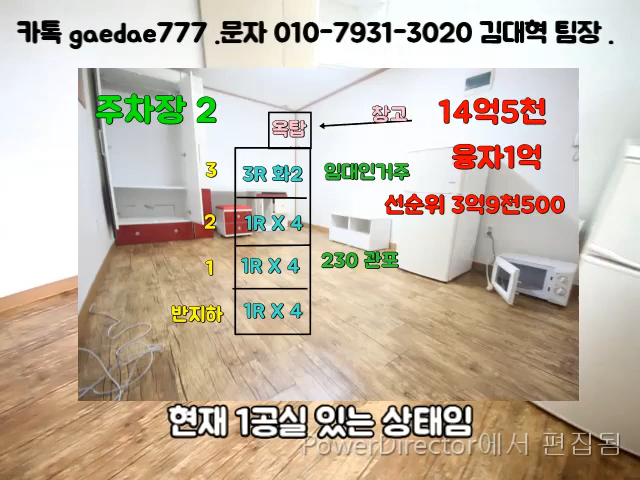 카톡 gaedae777 .문자 010-7931-3020 김대혁 팀장 .
주차장 2
옥탑
창고
14억5천
융자1억
선순위 3억9천500
3
3R 화2
임대인거주
2
1R X 4
1
1R X 4
230 관포
반지하
1R X 4
현재 1공실 있는 상태임
PowerDirector에서 편집됨